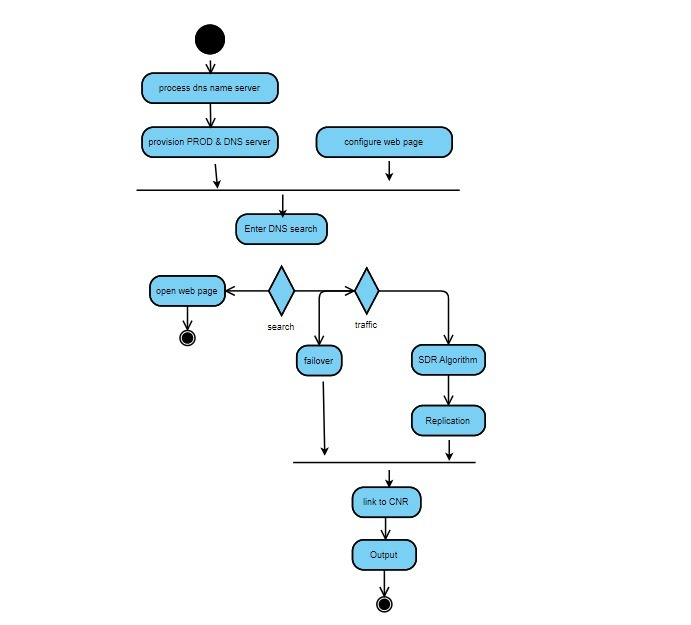 process dns name server
provision PROD & DNS server
configure web page
Enter DNS search
open web page
search
traffic
failover
SDR Algorithm
Replication
link to CNR
Output